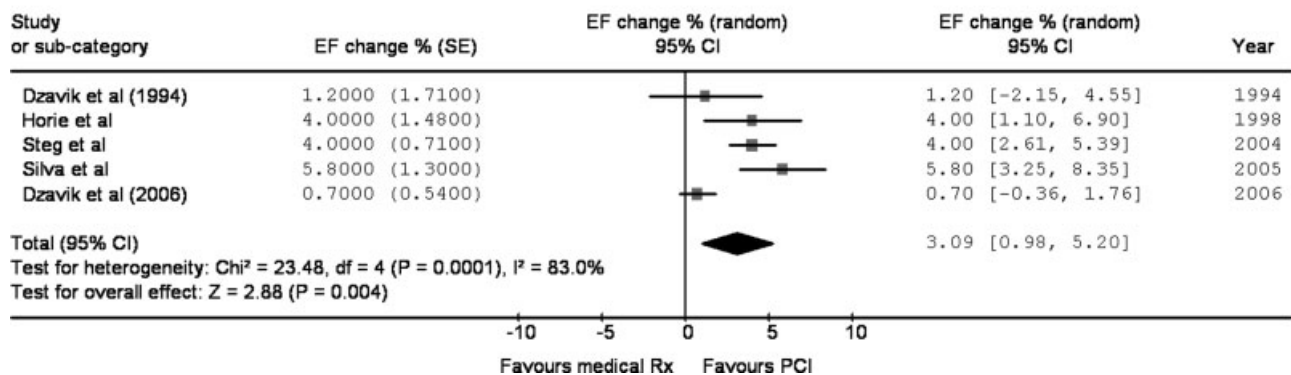 Study EF change % (random) EF change % (random)
or sub-category EF change % (SE) 95% CI 95% CI Year
Dzavik et al (1994) 1.2000 (1.7100) 1.20 [-2.15, 4.55] 1994
Horie et al 4.0000 (1.4800) 4.00 [1.10, 6.90] 1998
Steg et al 4.0000 (0.7100) 4.00 [2.61, 5.39] 2004
Silva et al 5.8000 (1.3000) 5.80 [3.25, 8.35] 2005
Dzavik et al (2006) 0.7000 (0.5400) 0.70 [-0.36, 1.76] 2006
Total (95% CI) 3.09 [0.98, 5.20]
Test for heterogeneity: Chi² = 23.48, df = 4 (P = 0.0001), I² = 83.0%
Test for overall effect: Z = 2.88 (P = 0.004)
-10 -5 0 5 10
Favours medical Rx Favours PCI